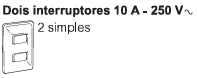 Dois interruptores 10 A - 250 V∿
2 simples